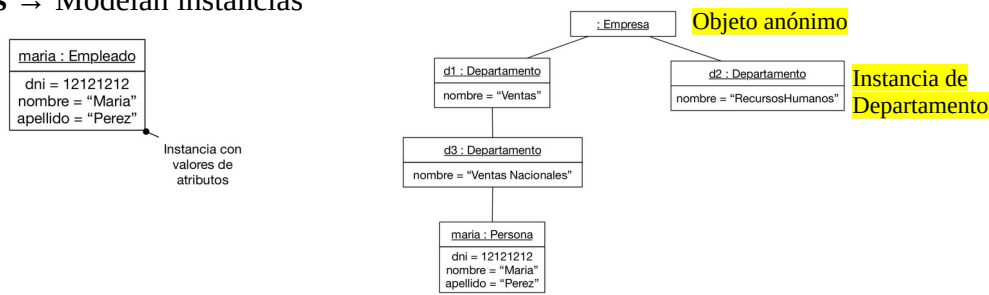 s → Modelan instancias
maria : Empleado
dni = 12121212
nombre = “Maria”
apellido = “Perez”
Instancia con
valores de
atributos
: Empresa
Objeto anónimo
d1 : Departamento
nombre = “Ventas”
d2 : Departamento
nombre = “RecursosHumanos”
Instancia de
Departamento
d3 : Departamento
nombre = “Ventas Nacionales”
maria : Persona
dni = 12121212
nombre = “Maria”
apellido = “Perez”